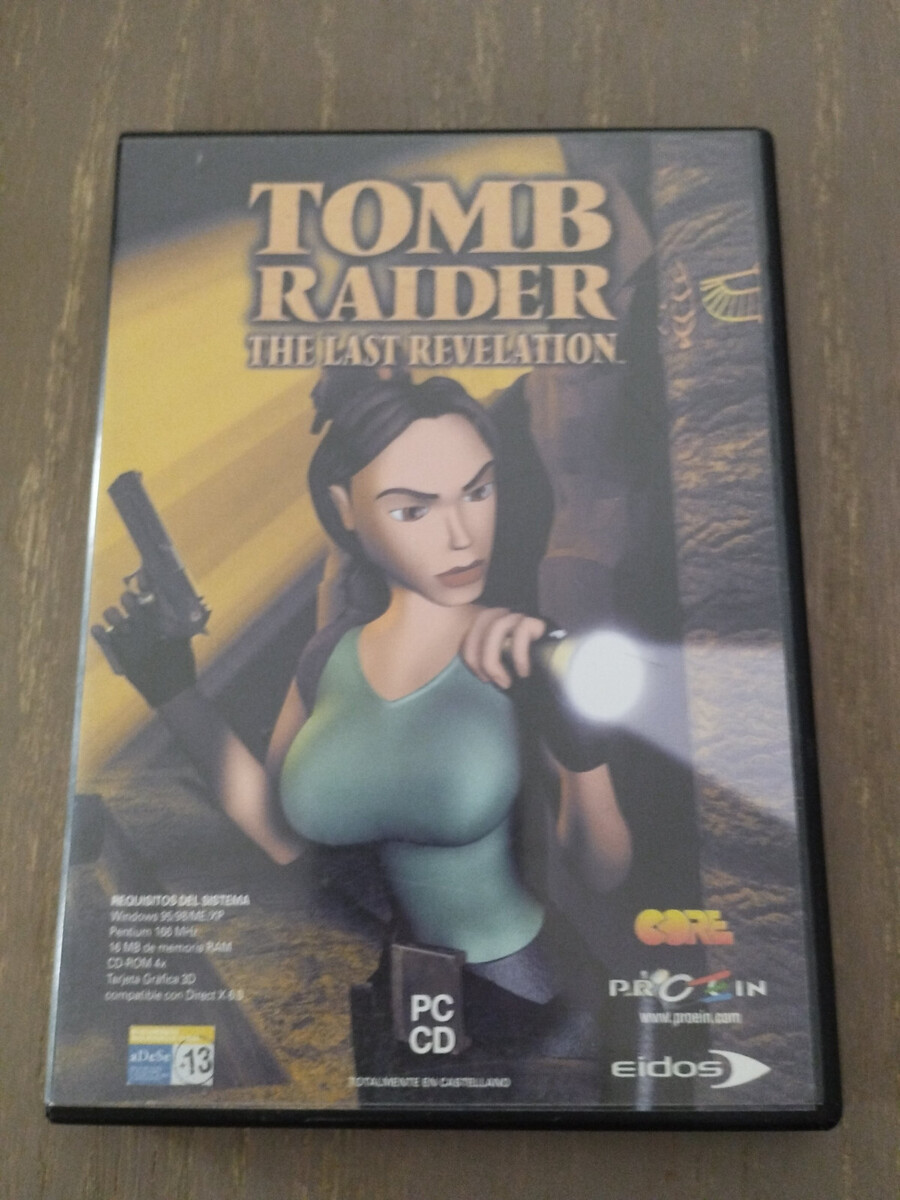 TOMB
RAIDER
THE LAST REVELATION™
REQUISITOS DEL SISTEMA
Windows 95/98/ME/XP
Pentium 166 MHz
16 MB de memoria RAM
CD-ROM 4x
Tarjeta Gráfica 3D
compatible con Direct X 6.0
aDeSe
-13
PC
CD
TOTALMENTE EN CASTELLANO
CORE
PROEIN
www.proein.com
eidos